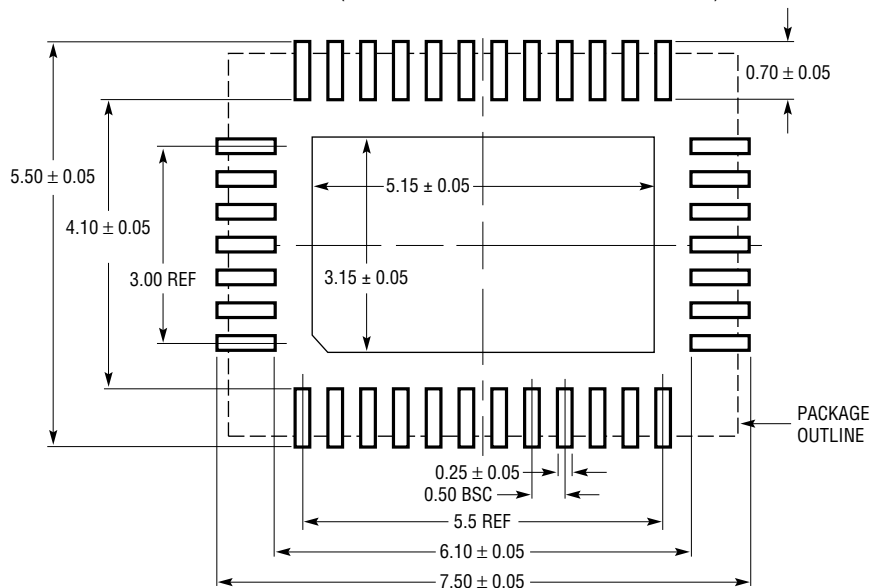 0.70 ± 0.05
5.50 ± 0.05
5.15 ± 0.05
4.10 ± 0.05
3.00 REF
3.15 ± 0.05
PACKAGE
OUTLINE
0.25 ± 0.05
0.50 BSC
5.5 REF
6.10 ± 0.05
7.50 ± 0.05